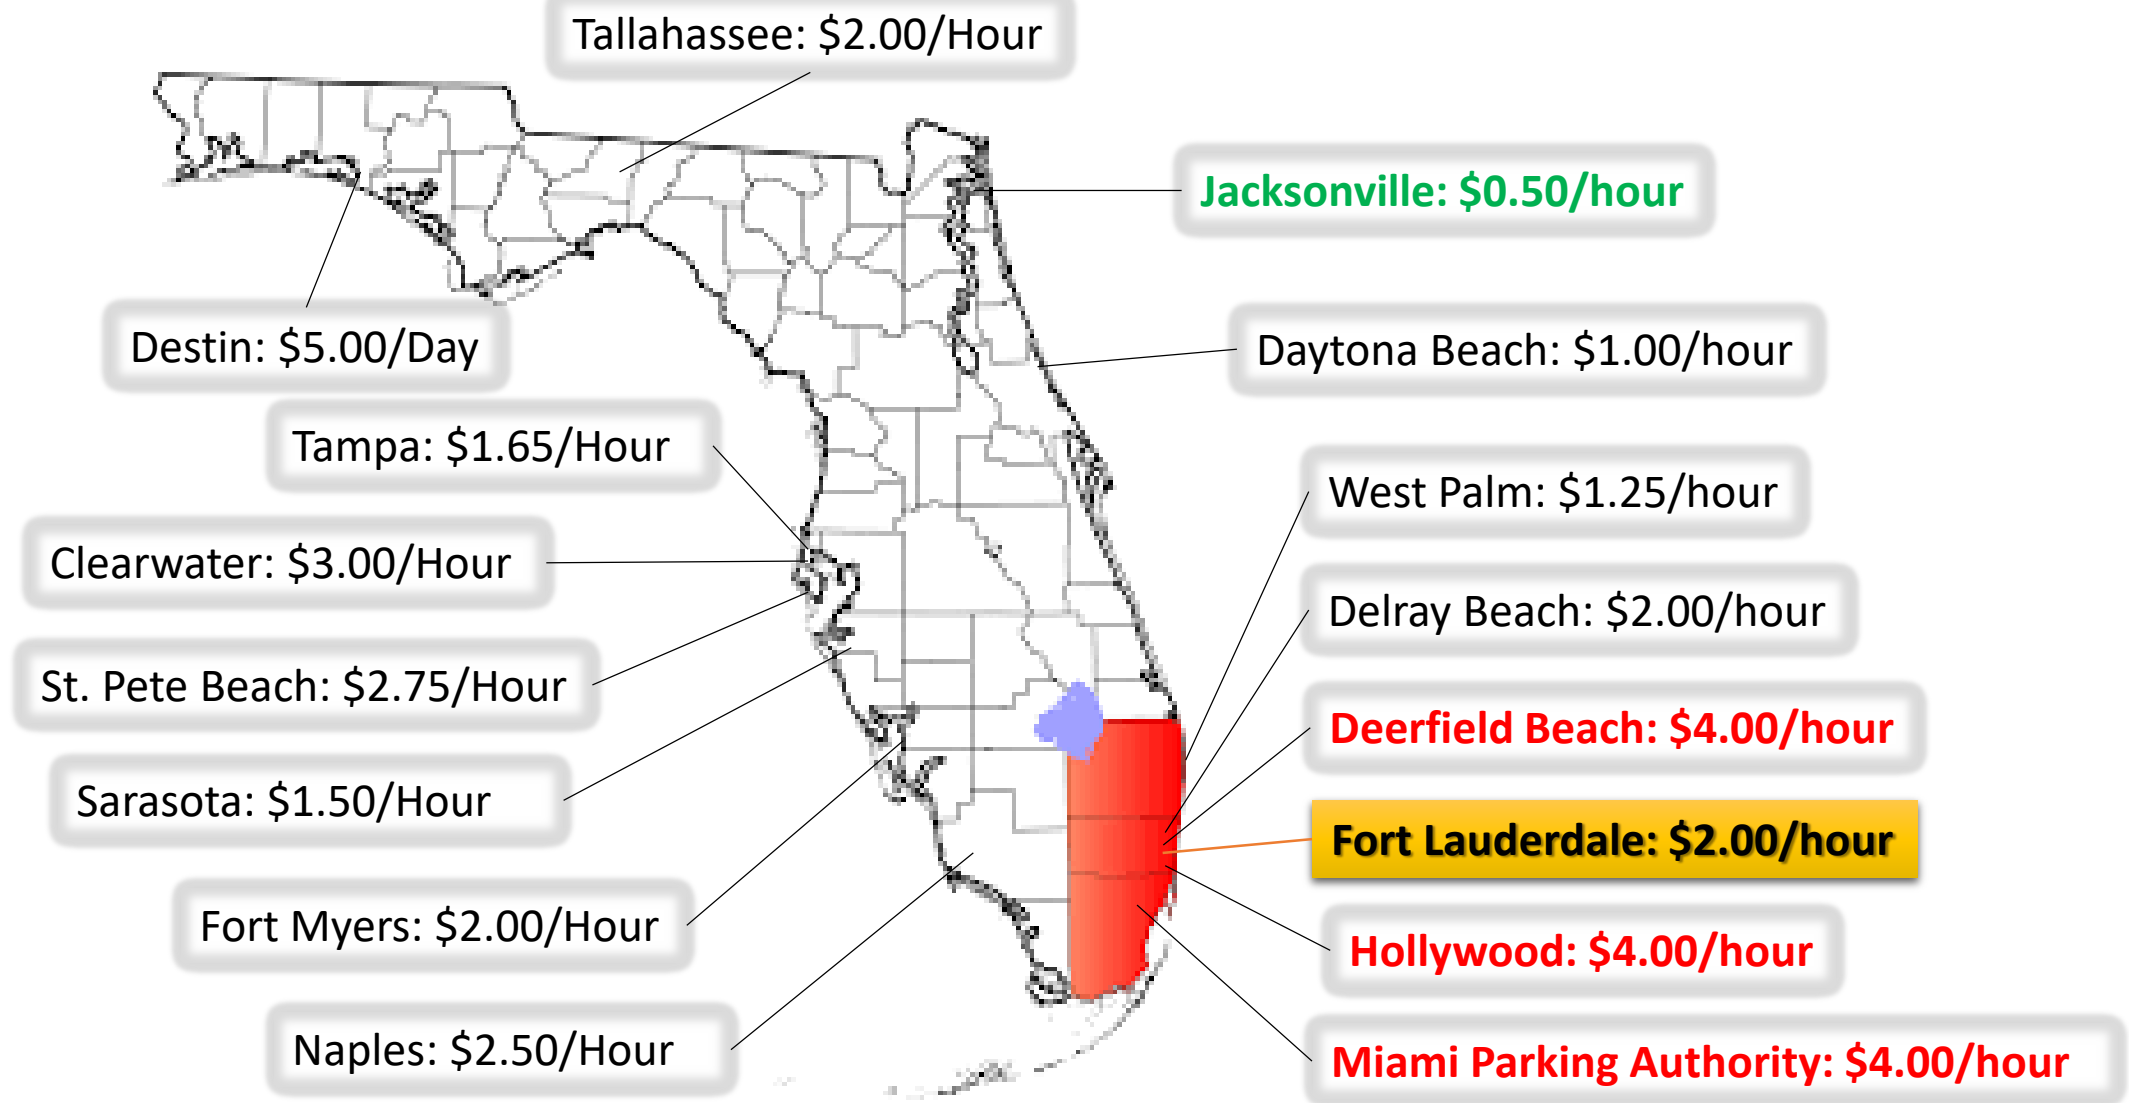 Tallahassee: $2.00/Hour
Jacksonville: $0.50/hour
Destin: $5.00/Day
Daytona Beach: $1.00/hour
Tampa: $1.65/Hour
West Palm: $1.25/hour
Clearwater: $3.00/Hour
Delray Beach: $2.00/hour
St. Pete Beach: $2.75/Hour
Deerfield Beach: $4.00/hour
Sarasota: $1.50/Hour
Fort Lauderdale: $2.00/hour
Fort Myers: $2.00/Hour
Hollywood: $4.00/hour
Naples: $2.50/Hour
Miami Parking Authority: $4.00/hour